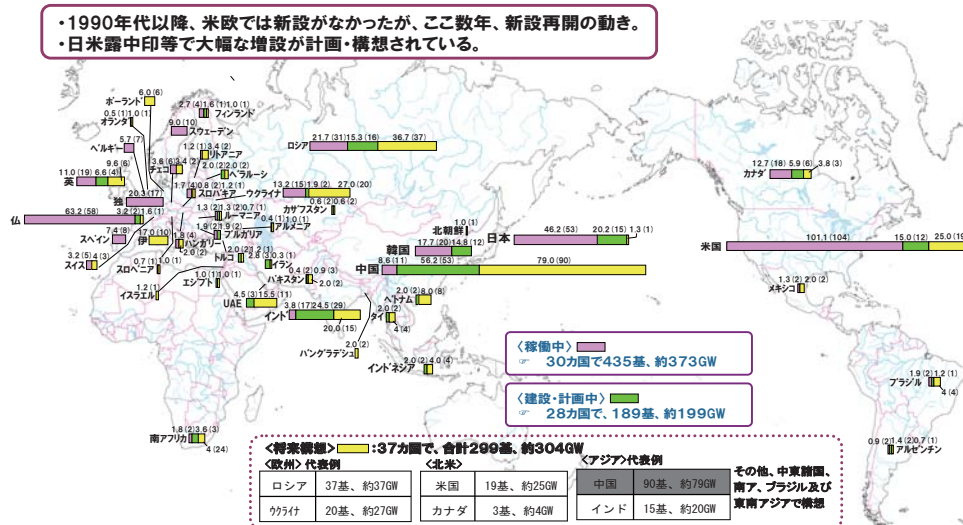 ・1990年代以降、米欧では新設がなかったが、ここ数年、新設再開の動き。
・日米露中印等で大幅な増設が計画・構想されている。
6.0 (6)
ポーランド
0.5 (1)1.0 (1)
オランダ
2.7 (4)1.6 (1)1.0 (1)
フィンランド
9.0 (10)
スウェーデン
5.7 (7)
ベルギー
9.6 (6)
11.0 (19) 6.6 (4)
英
3.6 (6)3.4 (2)
チェコ
1.2 (1)3.4 (2)
リトアニア
2.0 (2)2.0 (2)
ベラルーシ
21.7 (31)15.3 (16) 36.7 (37)
ロシア
20.3 (17)
独
1.7 (4)0.8 (2)1.2 (1)
スロバキア
13.2 (15)1.9 (2) 27.0 (20)
ウクライナ
63.2 (58) 3.2 (2)1.6 (1)
仏
1.3 (2)1.3 (2)0.7 (1)
ルーマニア
0.6 (2)0.6 (2)
カザフスタン
7.4 (8)
スペイン
17.0 (10)
伊
1.9 (2)1.9 (2)
ブルガリア
0.4 (1)1.0 (1)
アルメニア
1.8 (4)
2.0 (2)
ハンガリー
3.2 (5)4 (3)
スイス
0.7 (1)1.0 (1)
スロベニア
2.0 (2)1.2 (1)
トルコ
2.8 (3)0.3 (1)
イラン
1.2 (1)
イスラエル
1.0 (1)1.0 (1)
エジプト
0.4 (2)0.9 (3)
2.0 (2)
パキスタン
4.5 (3)15.5 (11)
UAE
3.8 (17)24.5 (29)
20.0 (15)
インド
2.0 (2)
バングラデシュ
1.0 (1)
北朝鮮
17.7 (20)14.8 (12)
韓国
46.2 (53) 20.2 (15)1.3 (1)
日本
8.6 (11) 56.2 (53) 79.0 (90)
中国
2.0 (2)8.0 (8)
ベトナム
2.0 (2)
4 (4)
タイ
2.0 (2)4.0 (4)
インドネシア
12.7 (18) 5.9 (6) 3.8 (3)
カナダ
101.1 (104) 15.0 (12) 25.0 (19
米国
1.3 (2)2.0 (2)
メキシコ
1.9 (2)1.2 (1)
4 (4)
ブラジル
0.9 (2)1.4 (2)0.7 (1)
アルゼンチン
1.8 (2)3.6 (3)
4 (24)
南アフリカ
〈稼働中〉
☞ 30カ国で435基、約373GW
〈建設・計画中〉
☞ 28カ国で、189基、約199GW
<将来構想> :37カ国で、合計299基、約304GW
〈欧州〉代表例
ロシア 37基、約37GW
ウクライナ 20基、約27GW
〈北米〉
米国 19基、約25GW
カナダ 3基、約4GW
〈アジア〉代表例
中国 90基、約79GW
インド 15基、約20GW
その他、中東諸国、
南ア、ブラジル及び
東南アジアで構想